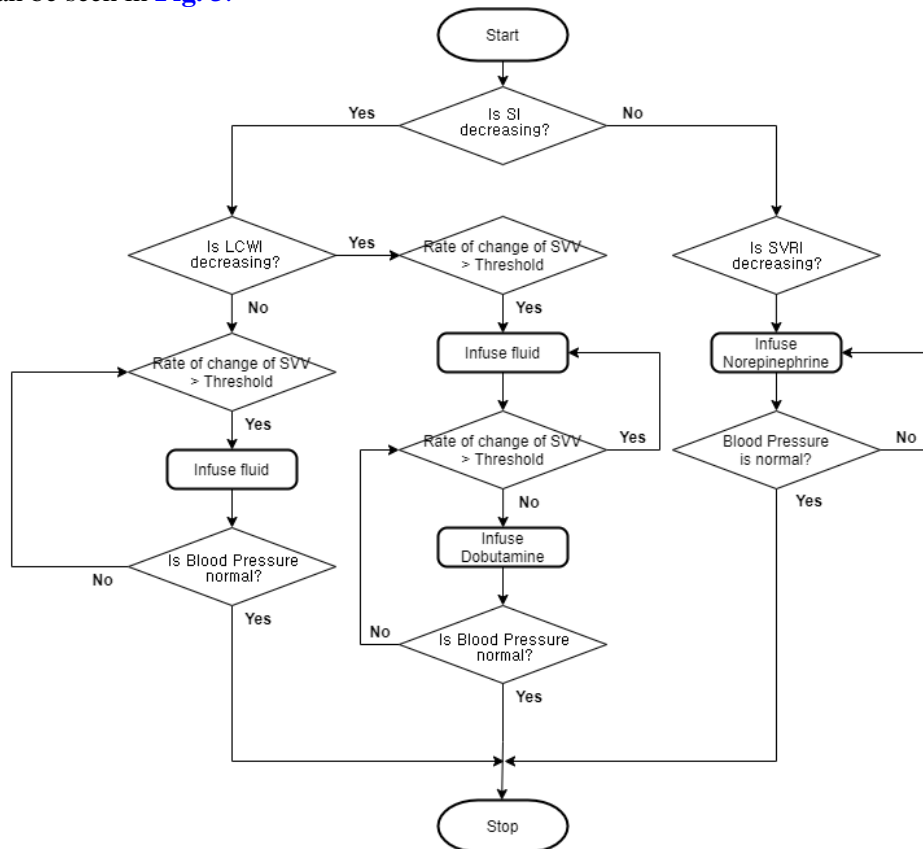 an be seen in Fig. 3.
Start
Is SI
decreasing?
Yes
No
Is LCWI
decreasing?
Yes
Rate of change of SVV
> Threshold
Is SVRI
decreasing?
No
Yes
Rate of change of SVV
> Threshold
Infuse fluid
Infuse
Norepinephrine
Yes
Rate of change of SVV
> Threshold
Yes
Blood Pressure
is normal?
No
Infuse fluid
No
Yes
Infuse
Dobutamine
Is Blood Pressure
normal?
No
Yes
No
Is Blood Pressure
normal?
Yes
Stop